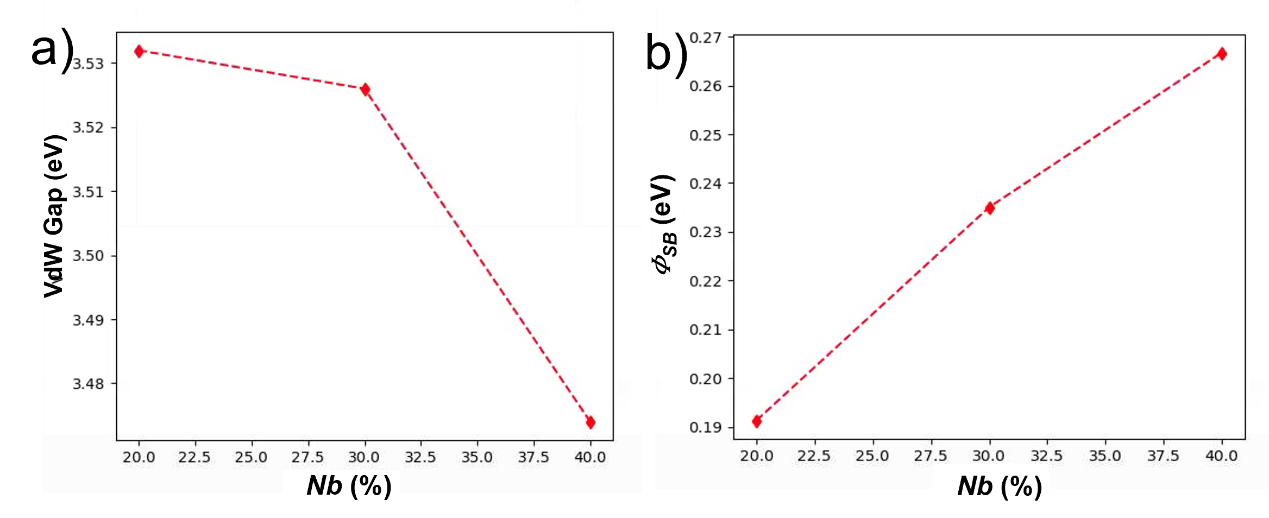 a)
VdW Gap (eV)
3.53
3.52
3.51
3.50
3.49
3.48
20.0 22.5 25.0 27.5 30.0 32.5 35.0 37.5 40.0
Nb (%)
b)
ΦSB (eV)
0.27
0.26
0.25
0.24
0.23
0.22
0.21
0.20
0.19
20.0 22.5 25.0 27.5 30.0 32.5 35.0 37.5 40.0
Nb (%)